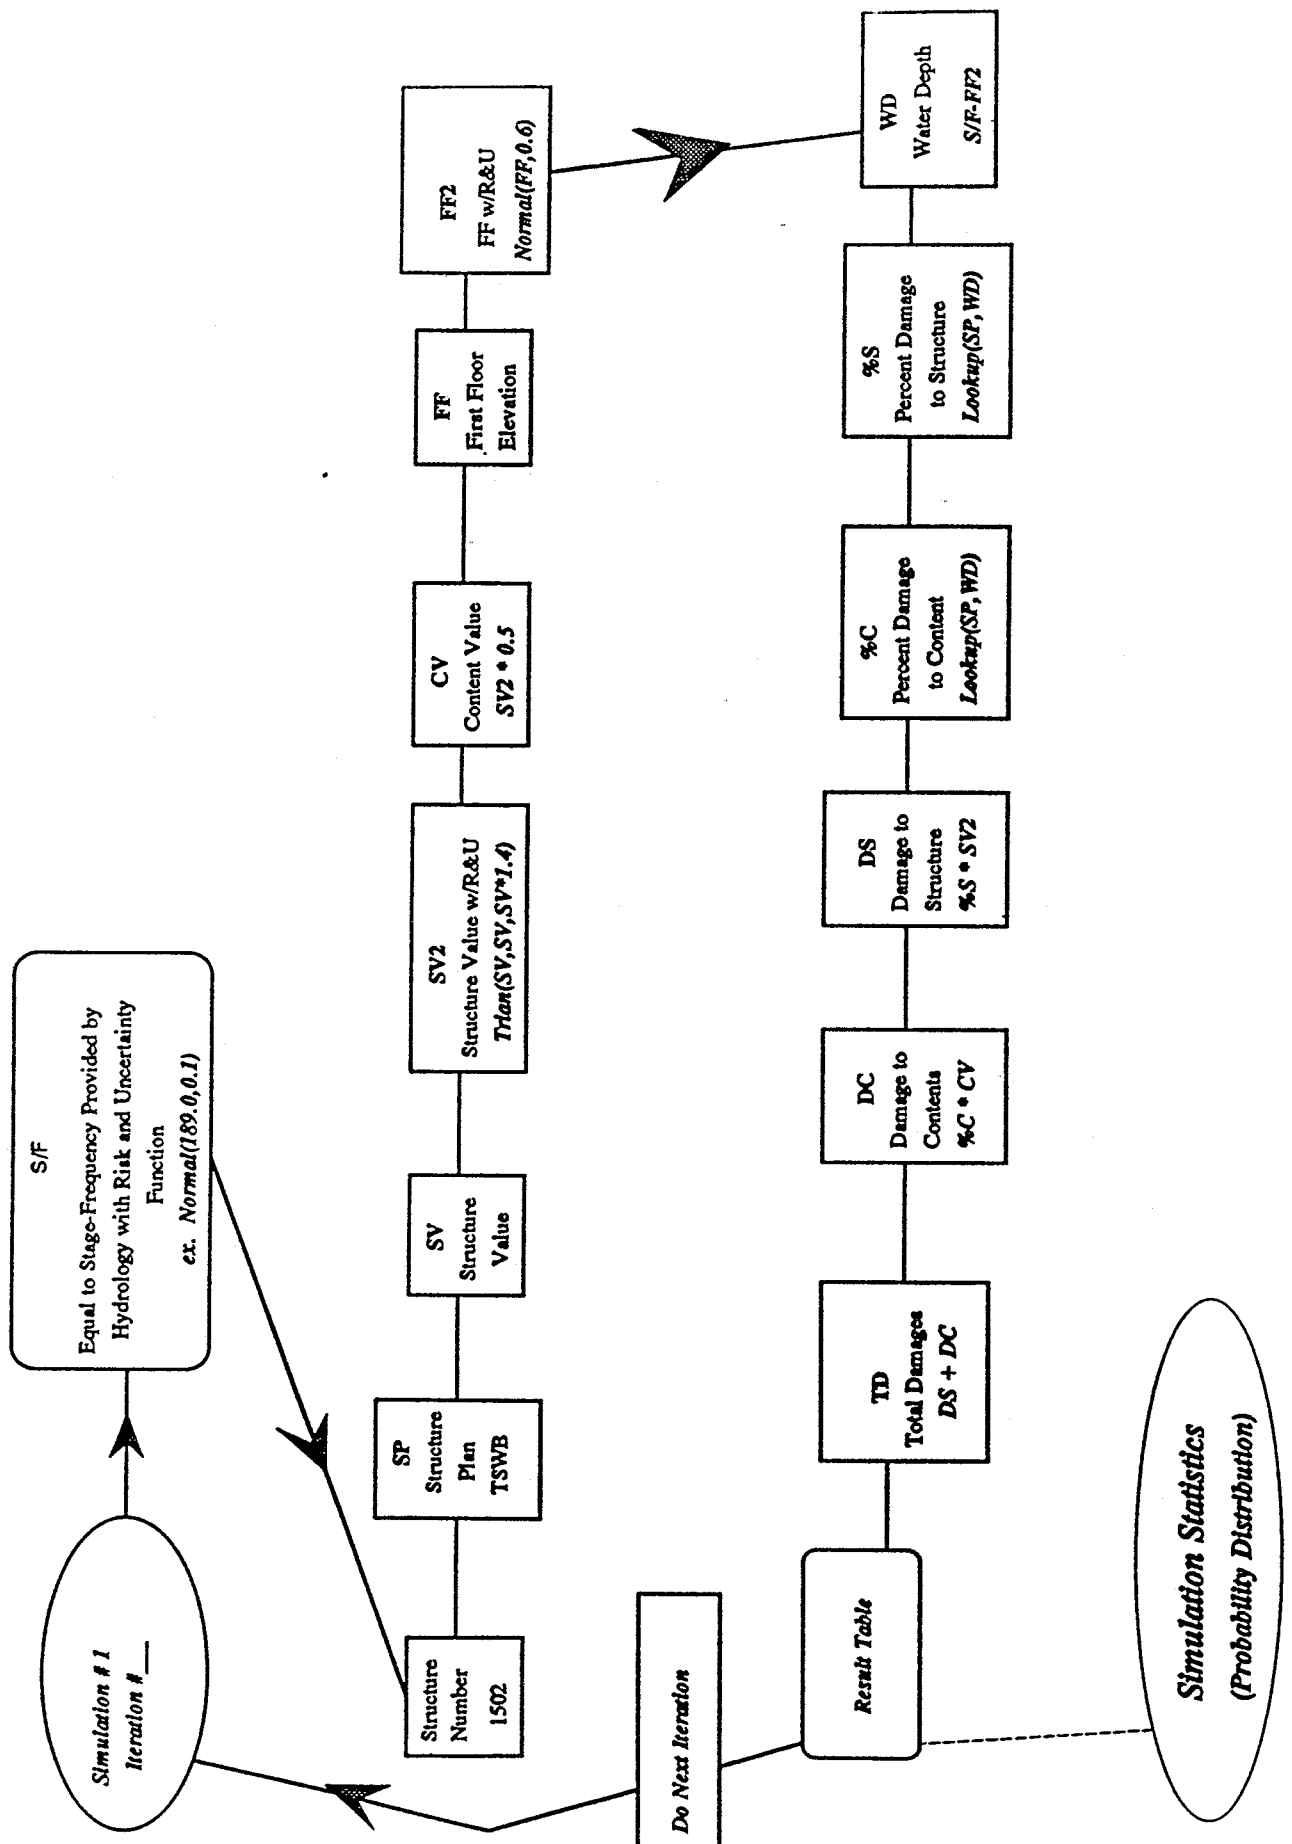 Simulation # 1
Iteration #___
S/F
Equal to Stage-Frequency Provided by
Hydrology with Risk and Uncertainty
Function
ex. Normal(189.0,0.1)
Structure
Number
1502
SP
Structure
Plan
TSWB
SV
Structure
Value
SV2
Structure Value w/R&U
Trian(SV,SV,SV*1.4)
CV
Content Value
SV2 * 0.5
FF
First Floor
Elevation
FF2
FF w/R&U
Normal(FF,0.6)
WD
Water Depth
S/F-FF2
%S
Percent Damage
to Structure
Lookup(SP,WD)
%C
Percent Damage
to Content
Lookup(SP,WD)
DS
Damage to
Structure
%S * SV2
DC
Damage to
Contents
%C * CV
TD
Total Damages
DS + DC
Result Table
Do Next Iteration
Simulation Statistics
(Probability Distribution)